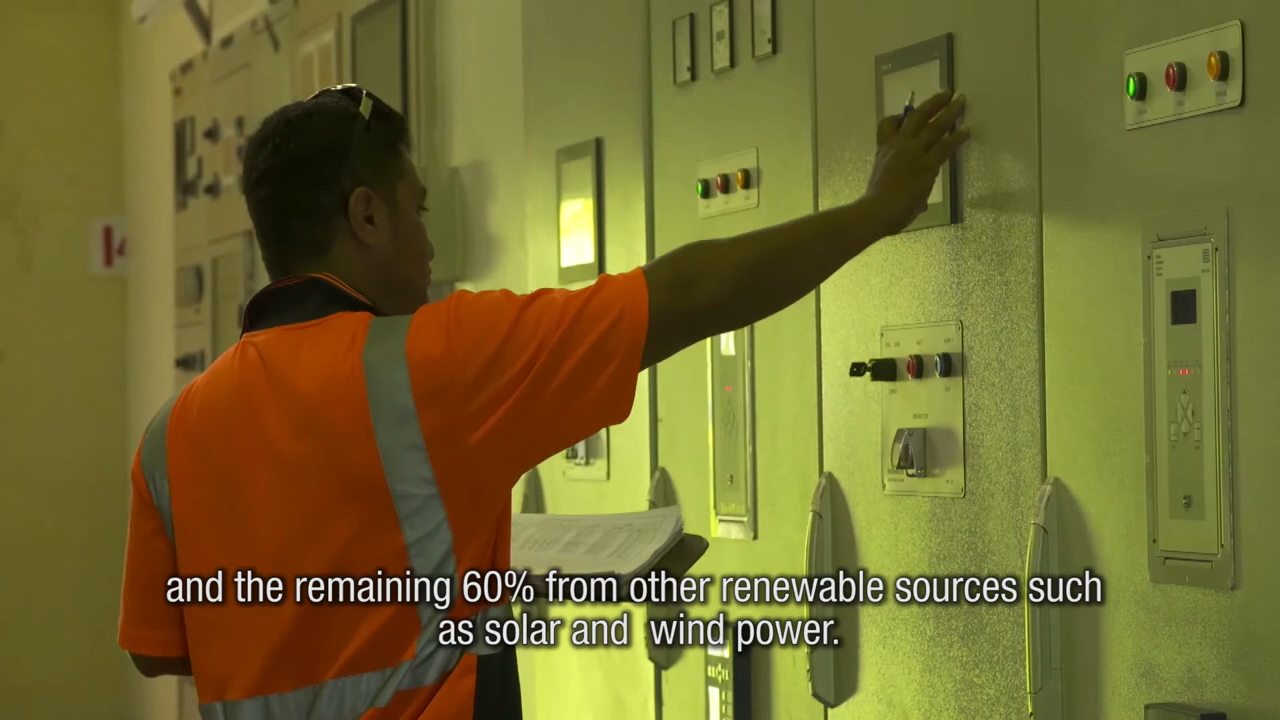 and the remaining 60% from other renewable sources such
as solar and  wind power.